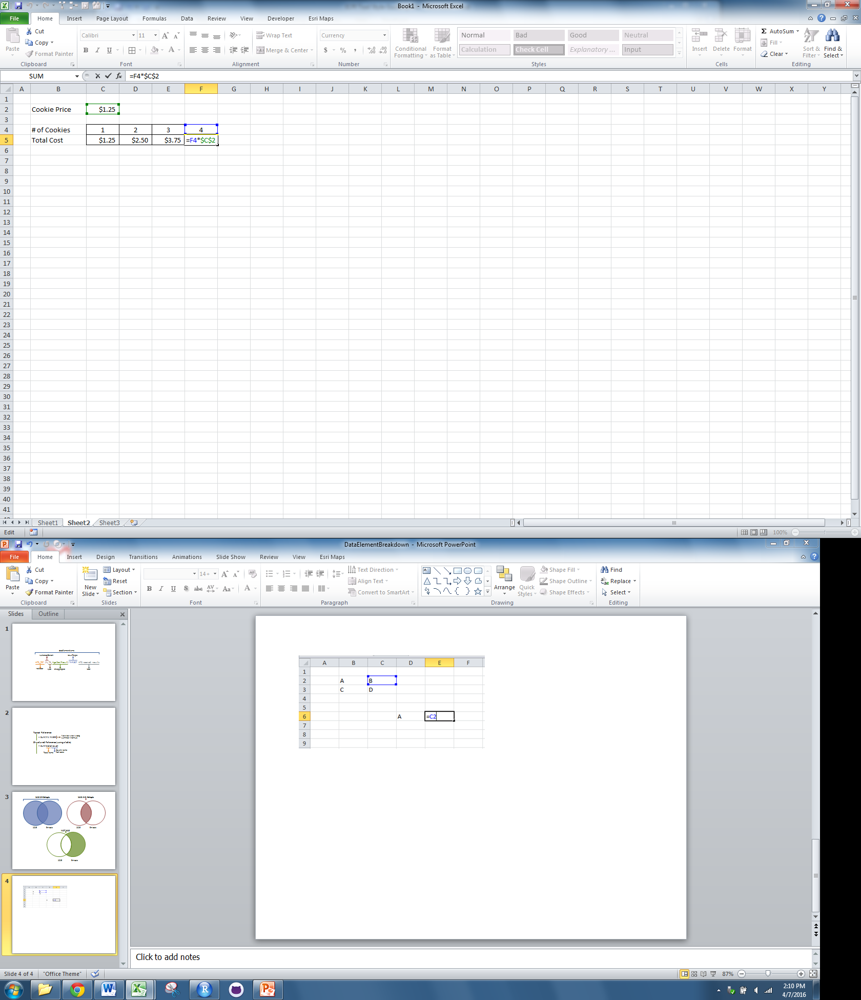 Book1 - Microsoft Excel
File Home Insert Page Layout Formulas Data Review View Developer Esri Maps
Paste Cut Copy Format Painter Clipboard
Calibri 11 B I U Font
Wrap Text Merge & Center Alignment
Currency $ % , Number
Conditional Formatting Format as Table
Normal Bad Good Neutral
Calculation Check Cell Explanatory ... Input
Styles
Insert Delete Format Cells
Σ AutoSum Fill Clear Sort & Filter Find & Select Editing
SUM fx =F4*$C$2
A B C D E F G H I J K L M N O P Q R S T U V W X Y
1
2 Cookie Price $1.25
3
4 # of Cookies 1 2 3 4
5 Total Cost $1.25 $2.50 $3.75 =F4*$C$2
6
7
8
9
10
11
12
13
14
15
16
17
18
19
20
21
22
23
24
25
26
27
28
29
30
31
32
33
34
35
36
37
38
39
40
41
Sheet1 Sheet2 Sheet3
Edit 100%
DataElementBreakdown - Microsoft PowerPoint
File Home Insert Design Transitions Animations Slide Show Review View Esri Maps
Paste Cut Copy Format Painter Clipboard
New Slide Layout Reset Section Slides
14+ B I U S abc AV Aa A Font
Text Direction Align Text Convert to SmartArt Paragraph
Arrange Quick Styles Shape Fill Shape Outline Shape Effects Drawing
Find Replace Select Editing
Slides Outline
1
2
3
4
A B C D E F
1
2 A B
3 C D
4
5
6 A =C2
7
8
9
Click to add notes
Slide 4 of 4 "Office Theme" 87%
2:10 PM
4/7/2016